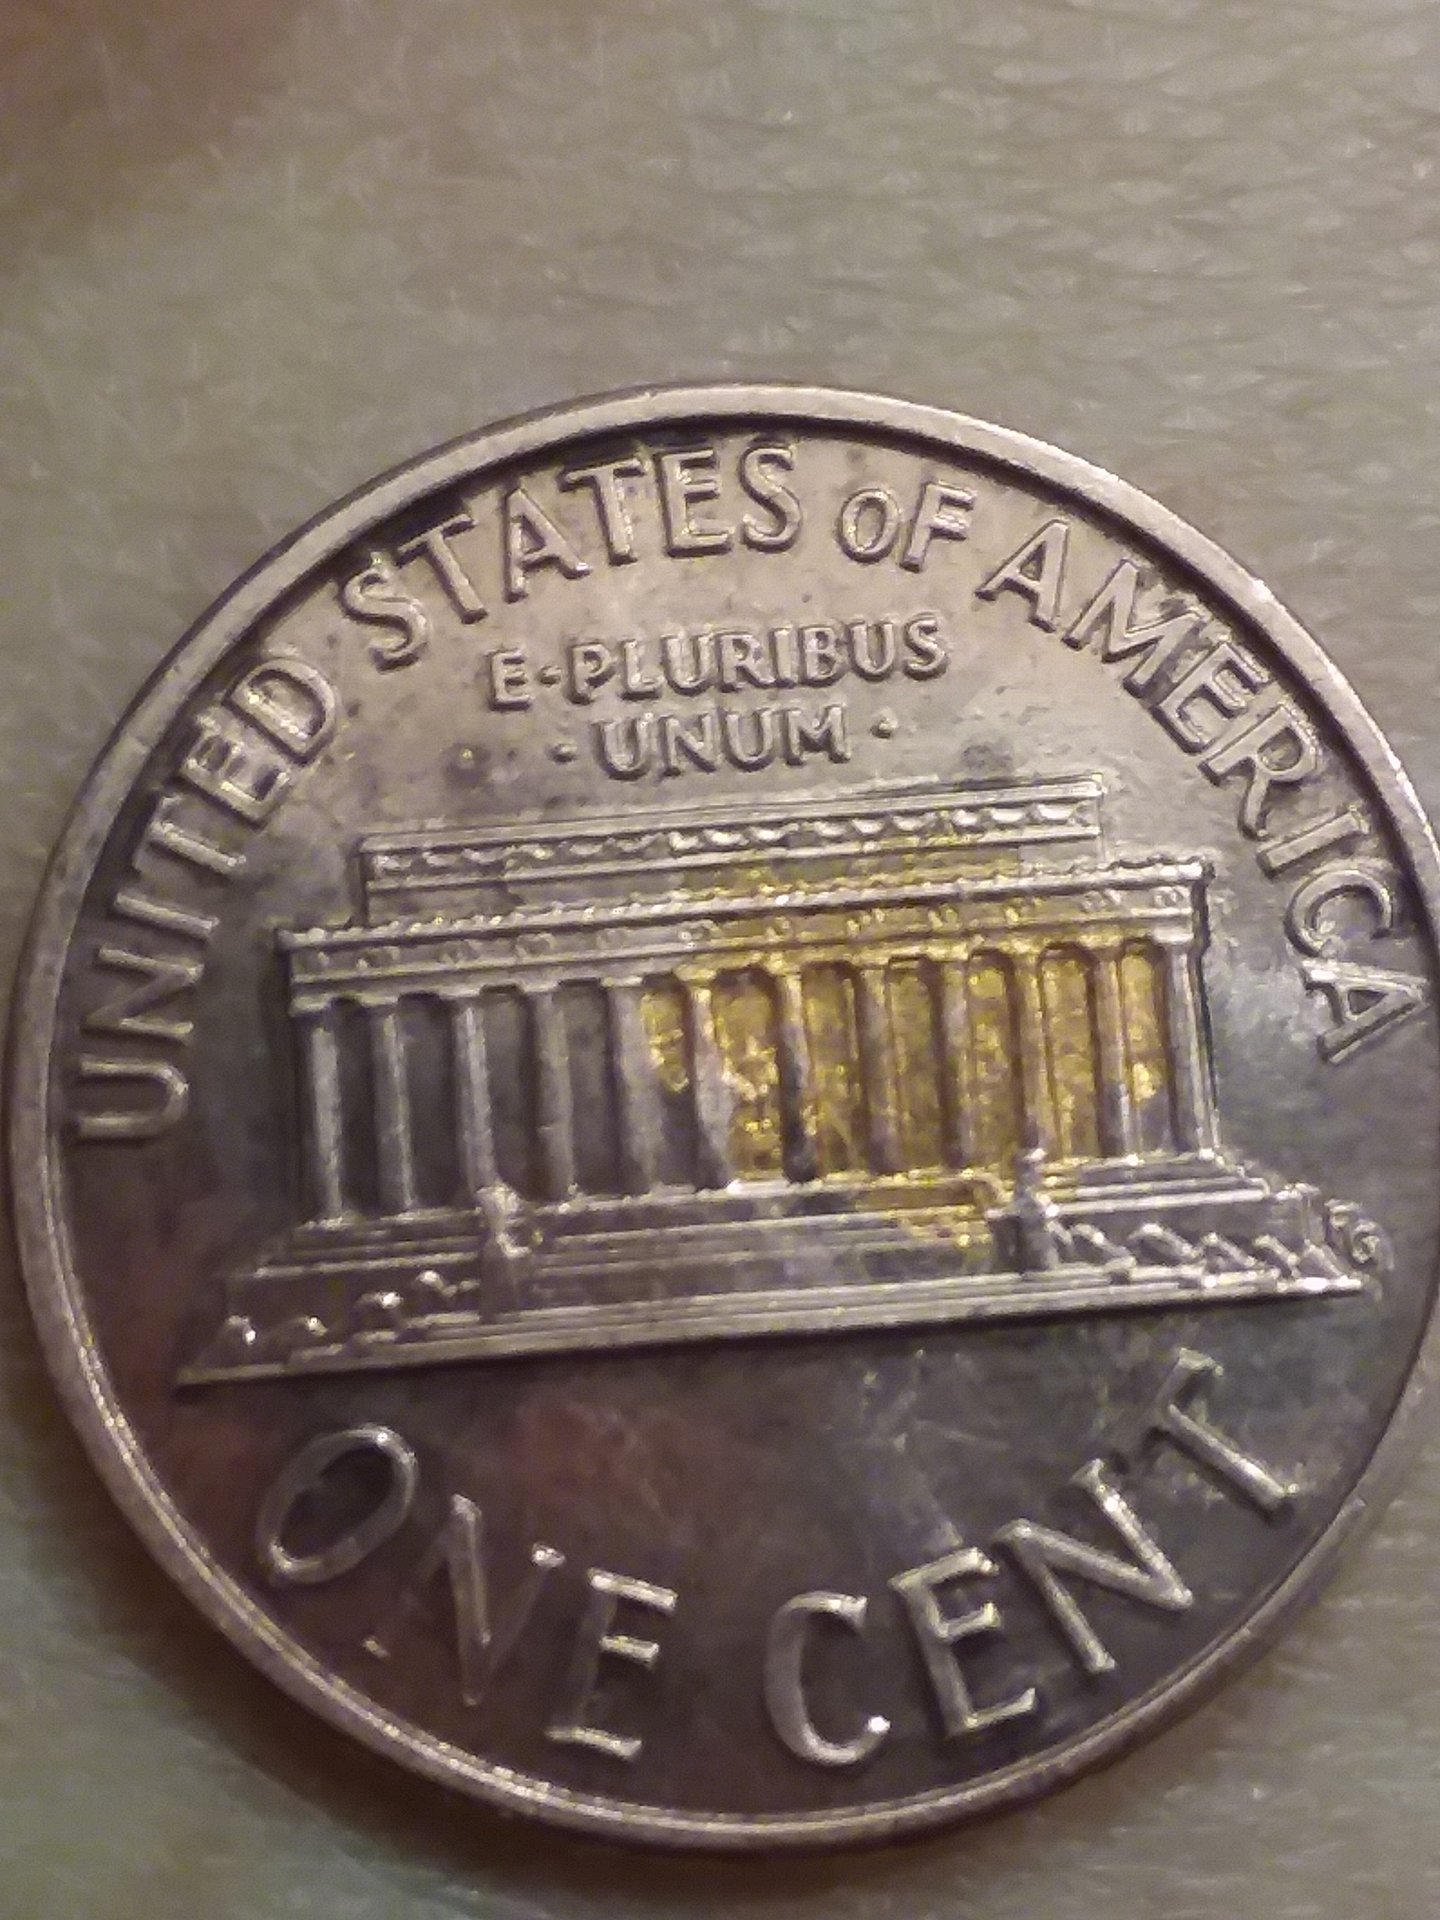 UNITED STATES OF AMERICA
E·PLURIBUS
·UNUM·
FG
ONE CENT